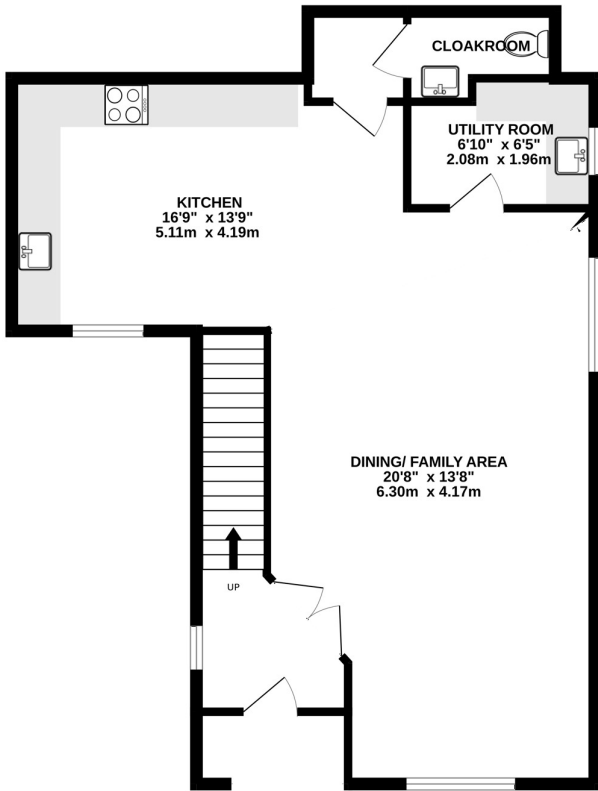 CLOAKROOM
UTILITY ROOM
6'10" x 6'5"
2.08m x 1.96m
KITCHEN
16'9" x 13'9"
5.11m x 4.19m
DINING/ FAMILY AREA
20'8" x 13'8"
6.30m x 4.17m
UP